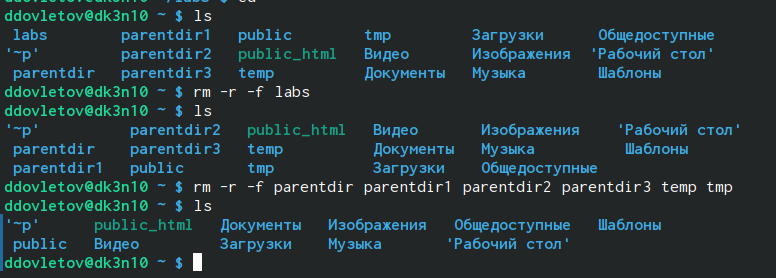 ddovletov@dk3n10 ~ $ ls
labs parentdir1 public tmp Загрузки Общедоступные
'~p' parentdir2 public_html Видео Изображения 'Рабочий стол'
parentdir parentdir3 temp Документы Музыка Шаблоны
ddovletov@dk3n10 ~ $ rm -r -f labs
ddovletov@dk3n10 ~ $ ls
'~p' parentdir2 public_html Видео Изображения 'Рабочий стол'
parentdir parentdir3 temp Документы Музыка Шаблоны
parentdir1 public tmp Загрузки Общедоступные
ddovletov@dk3n10 ~ $ rm -r -f parentdir parentdir1 parentdir2 parentdir3 temp tmp
ddovletov@dk3n10 ~ $ ls
'~p' public_html Документы Изображения Общедоступные Шаблоны
public Видео Загрузки Музыка 'Рабочий стол'
ddovletov@dk3n10 ~ $